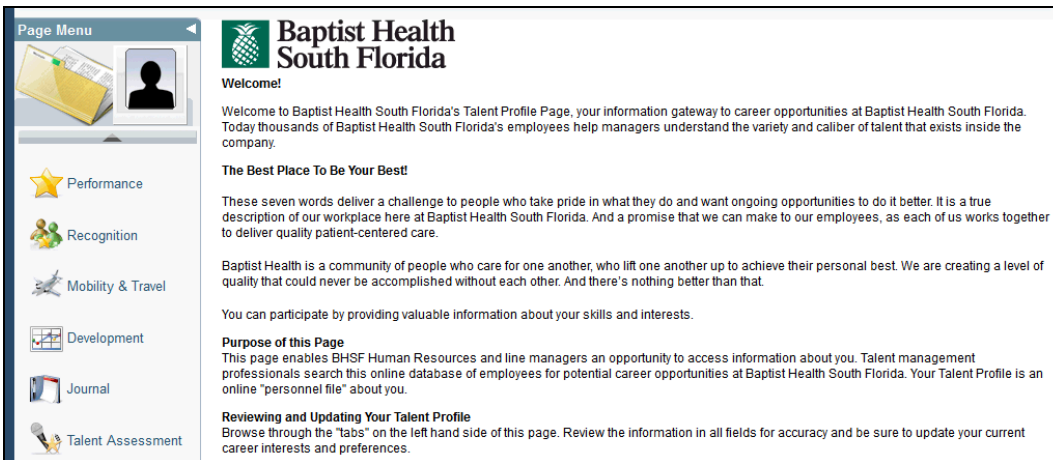 Page Menu
Performance
Recognition
Mobility & Travel
Development
Journal
Talent Assessment
Baptist Health
South Florida
Welcome!
Welcome to Baptist Health South Florida's Talent Profile Page, your information gateway to career opportunities at Baptist Health South Florida.
Today thousands of Baptist Health South Florida's employees help managers understand the variety and caliber of talent that exists inside the
company.
The Best Place To Be Your Best!
These seven words deliver a challenge to people who take pride in what they do and want ongoing opportunities to do it better. It is a true
description of our workplace here at Baptist Health South Florida. And a promise that we can make to our employees, as each of us works together
to deliver quality patient-centered care.
Baptist Health is a community of people who care for one another, who lift one another up to achieve their personal best. We are creating a level of
quality that could never be accomplished without each other. And there's nothing better than that.
You can participate by providing valuable information about your skills and interests.
Purpose of this Page
This page enables BHSF Human Resources and line managers an opportunity to access information about you. Talent management
professionals search this online database of employees for potential career opportunities at Baptist Health South Florida. Your Talent Profile is an
online "personnel file" about you.
Reviewing and Updating Your Talent Profile
Browse through the "tabs" on the left hand side of this page. Review the information in all fields for accuracy and be sure to update your current
career interests and preferences.